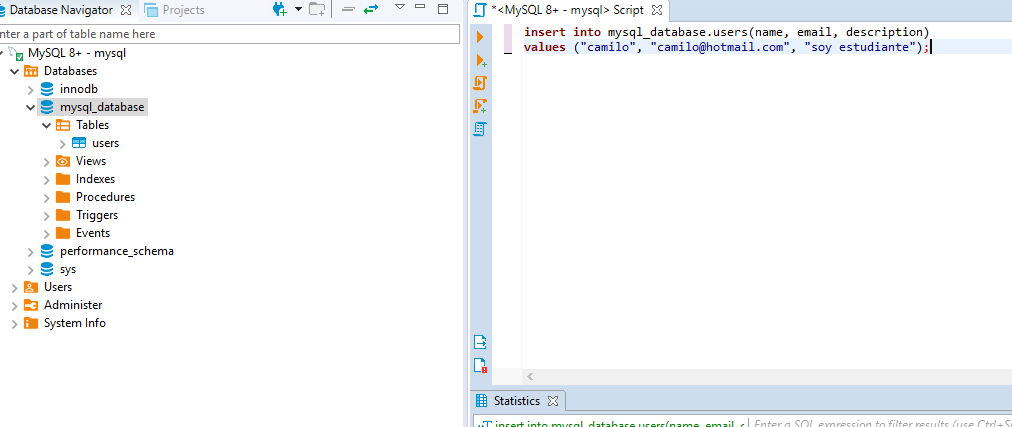 Database Navigator
Projects
*<MySQL 8+ - mysql> Script
nter a part of table name here
MySQL 8+ - mysql
Databases
innodb
mysql_database
Tables
users
Views
Indexes
Procedures
Triggers
Events
performance_schema
sys
Users
Administer
System Info
insert into mysql_database.users(name, email, description)
values ("camilo", "camilo@hotmail.com", "soy estudiante");
Statistics
insert into mysql_database.users(name, email, d
Enter a SQL expression to filter results (use Ctrl+S